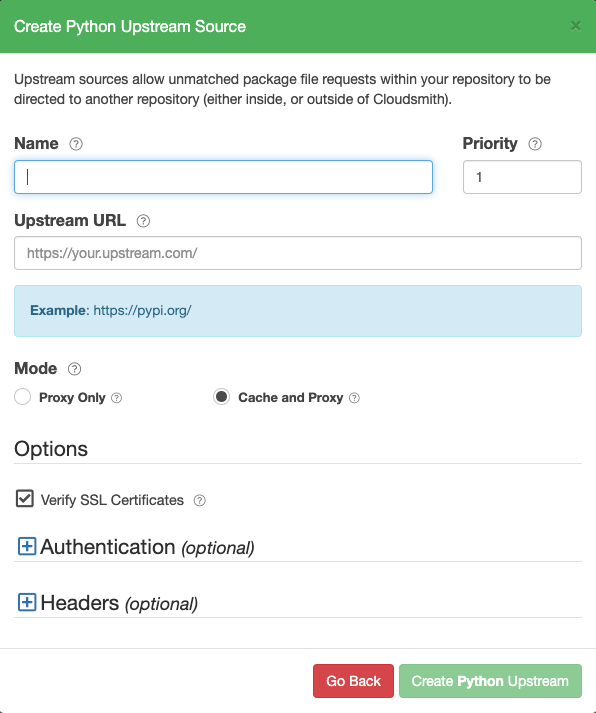 Create Python Upstream Source ×
Upstream sources allow unmatched package file requests within your repository to be
directed to another repository (either inside, or outside of Cloudsmith).
Name ? Priority ?
1
Upstream URL ?
https://your.upstream.com/
Example: https://pypi.org/
Mode ?
Proxy Only ? Cache and Proxy ?
Options
Verify SSL Certificates ?
Authentication (optional)
Headers (optional)
Go Back Create Python Upstream